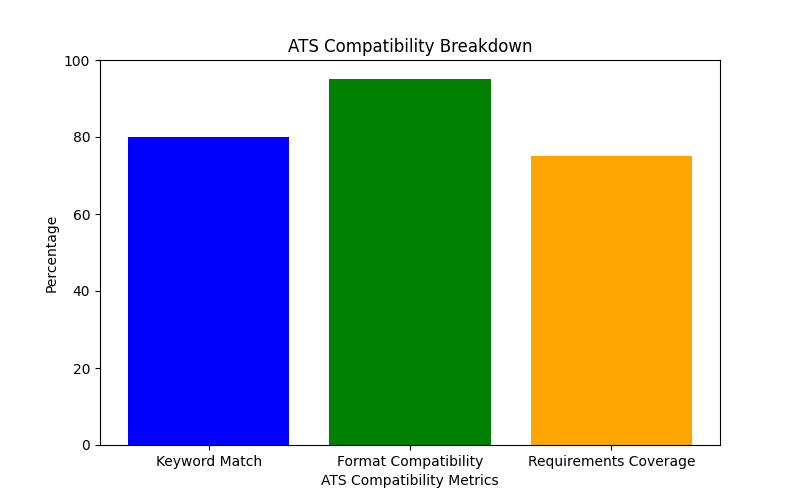 ATS Compatibility Breakdown
100
80
60
40
20
0
Percentage
Keyword Match
Format Compatibility
Requirements Coverage
ATS Compatibility Metrics